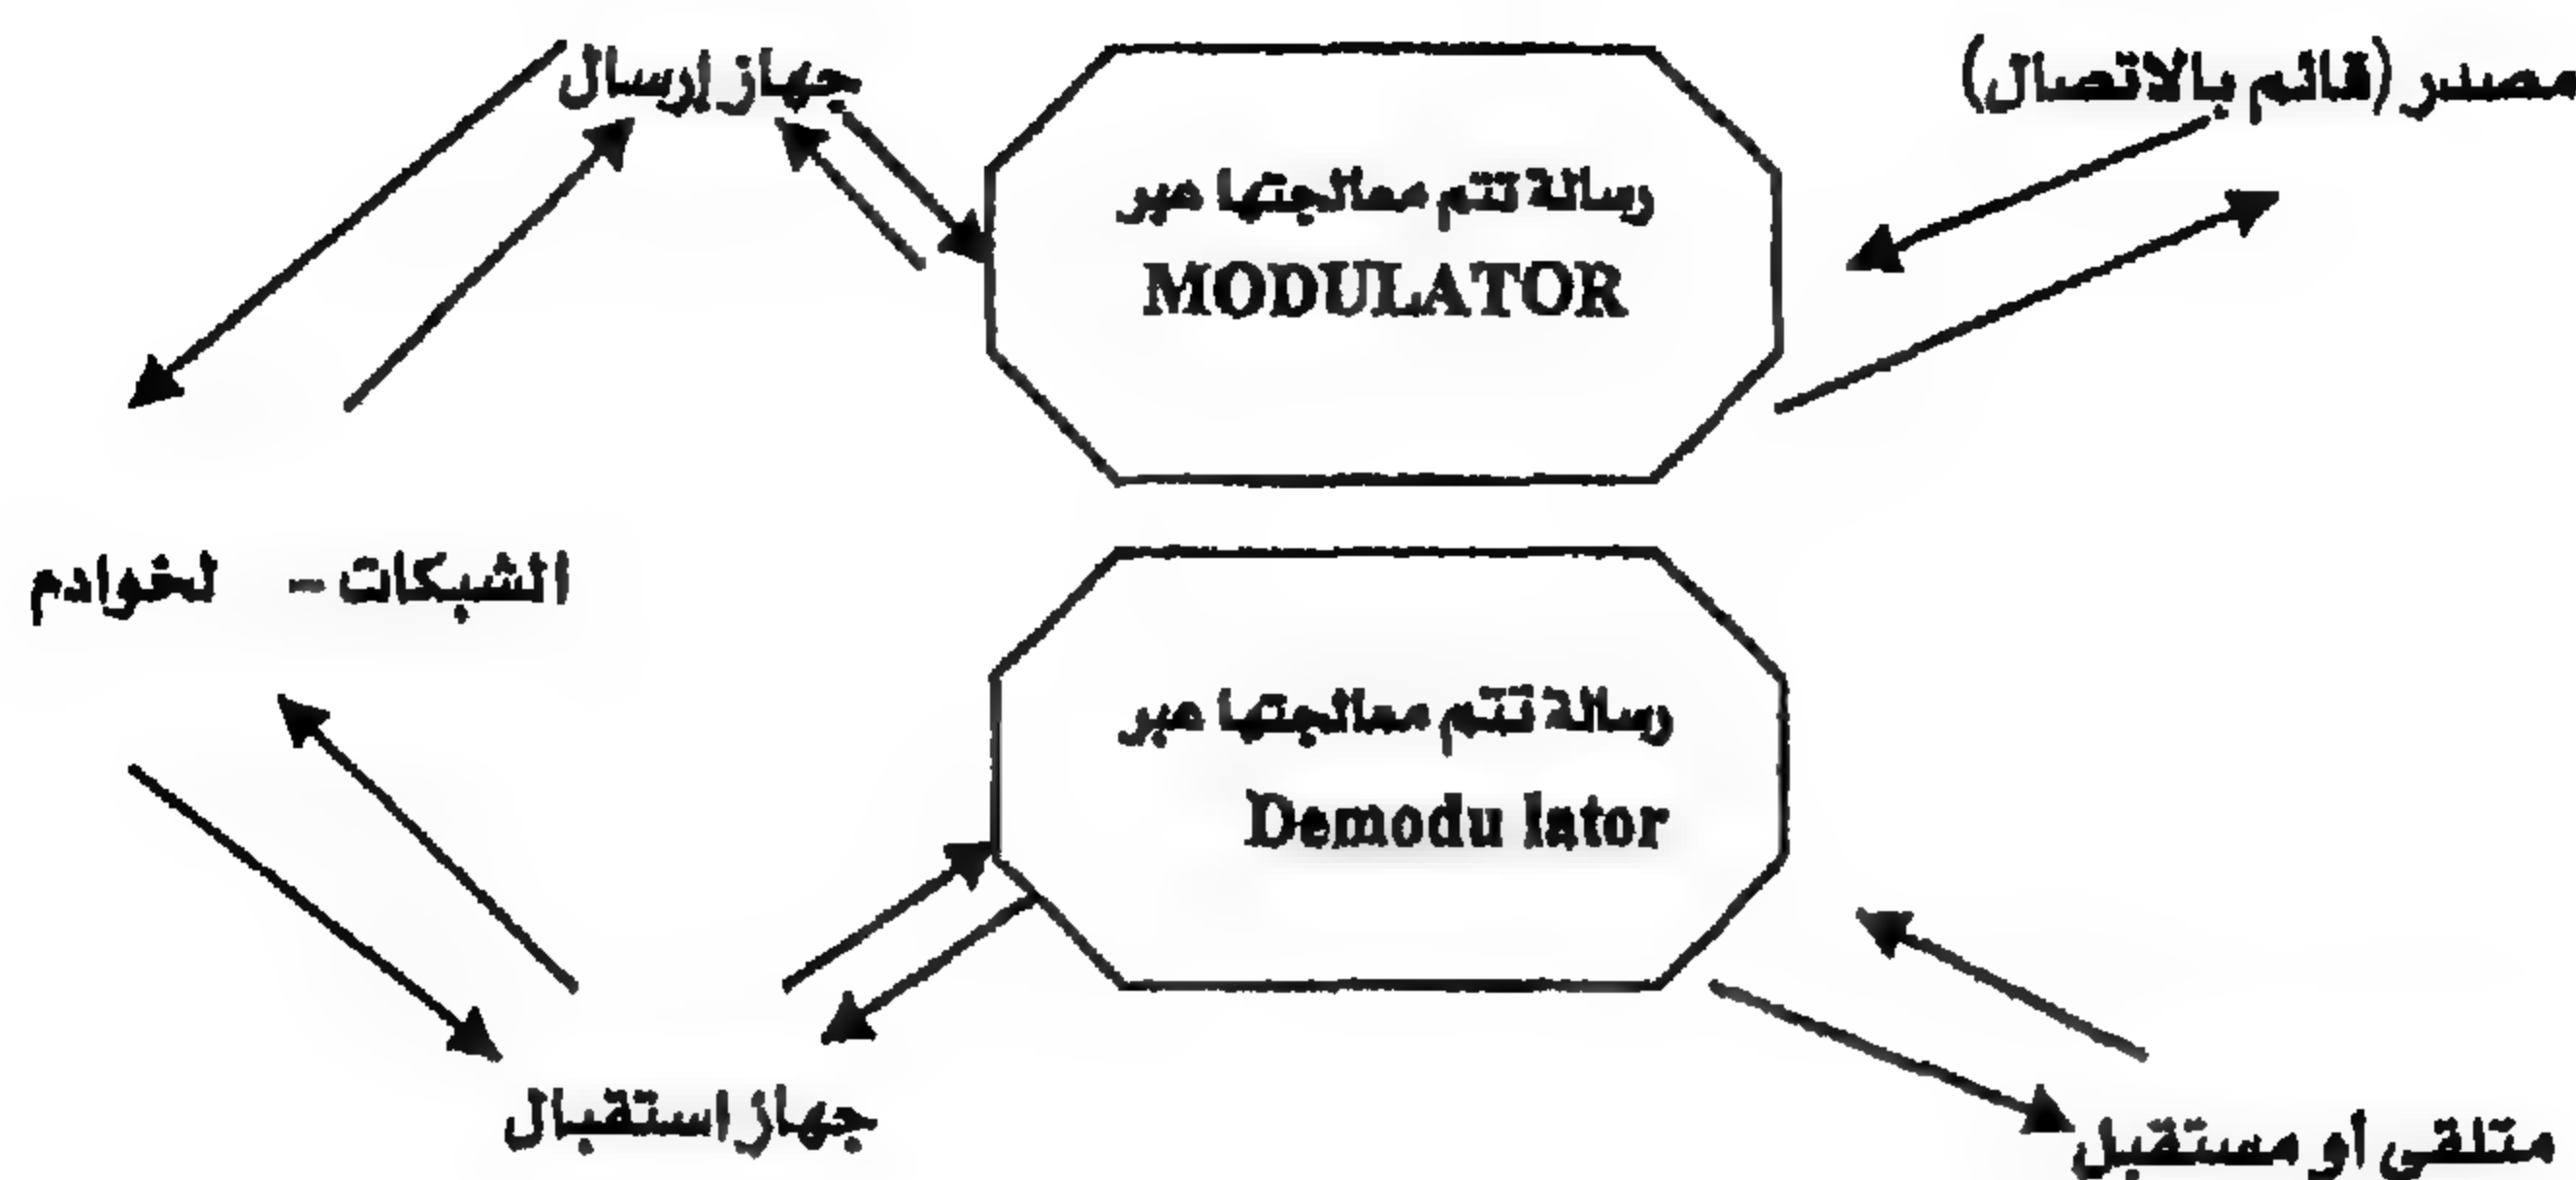 مصدر (قائم بالاتصال)
جهاز إرسال
رسالة تتم معالجتها عبر
MODULATOR
الشبكات - لخوادم
رسالة تتم معالجتها عبر
Demodu lator
جهاز استقبال
متلقي أو مستقبل